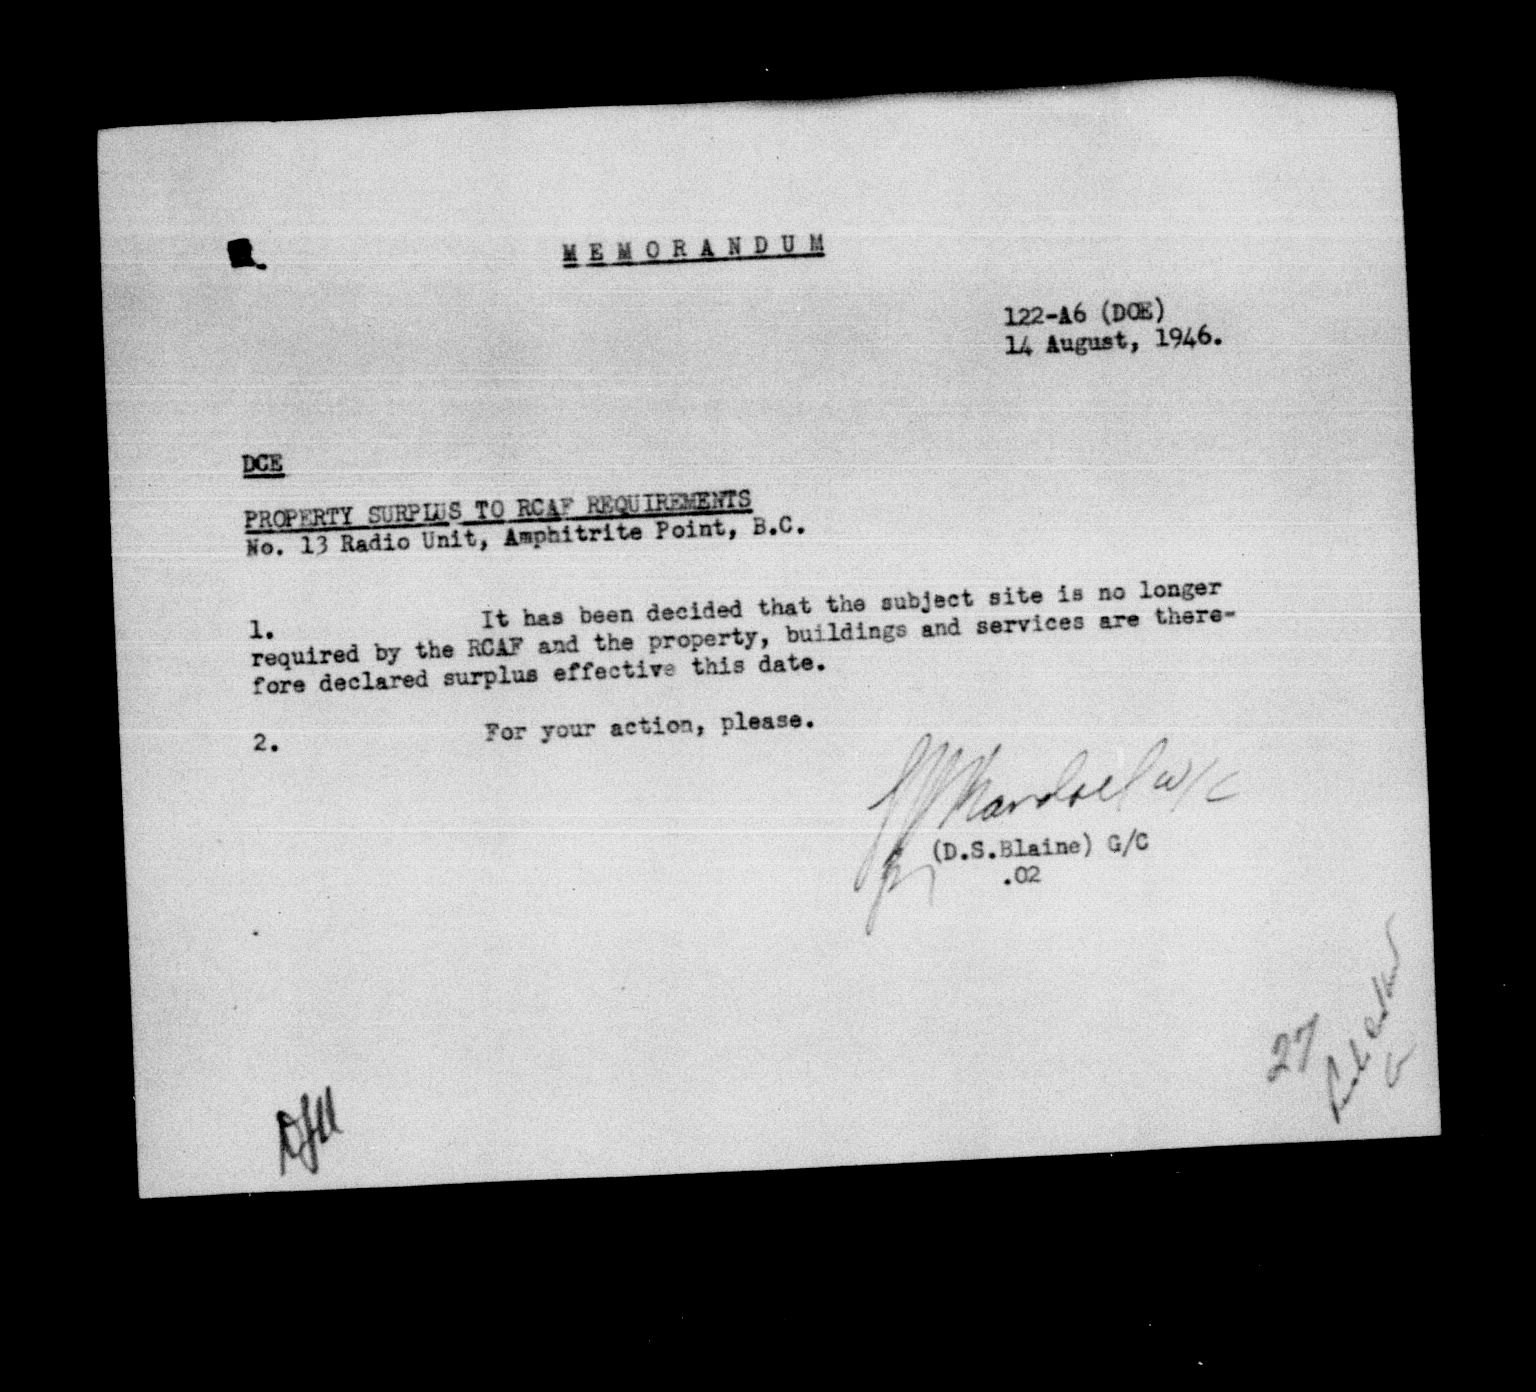 MEMORANDUM
122-A6 (DOE)
14 August, 1946.
DCE
PROPERTY SURPLUS TO RCAF REQUIREMENTS
No. 13 Radio Unit, Amphitrite Point, B.C.
1. It has been decided that the subject site is no longer
required by the RCAF and the property, buildings and services are there-
fore declared surplus effective this date.
2. For your action, please.
W/C
(D.S.Blaine) G/C
.02
27